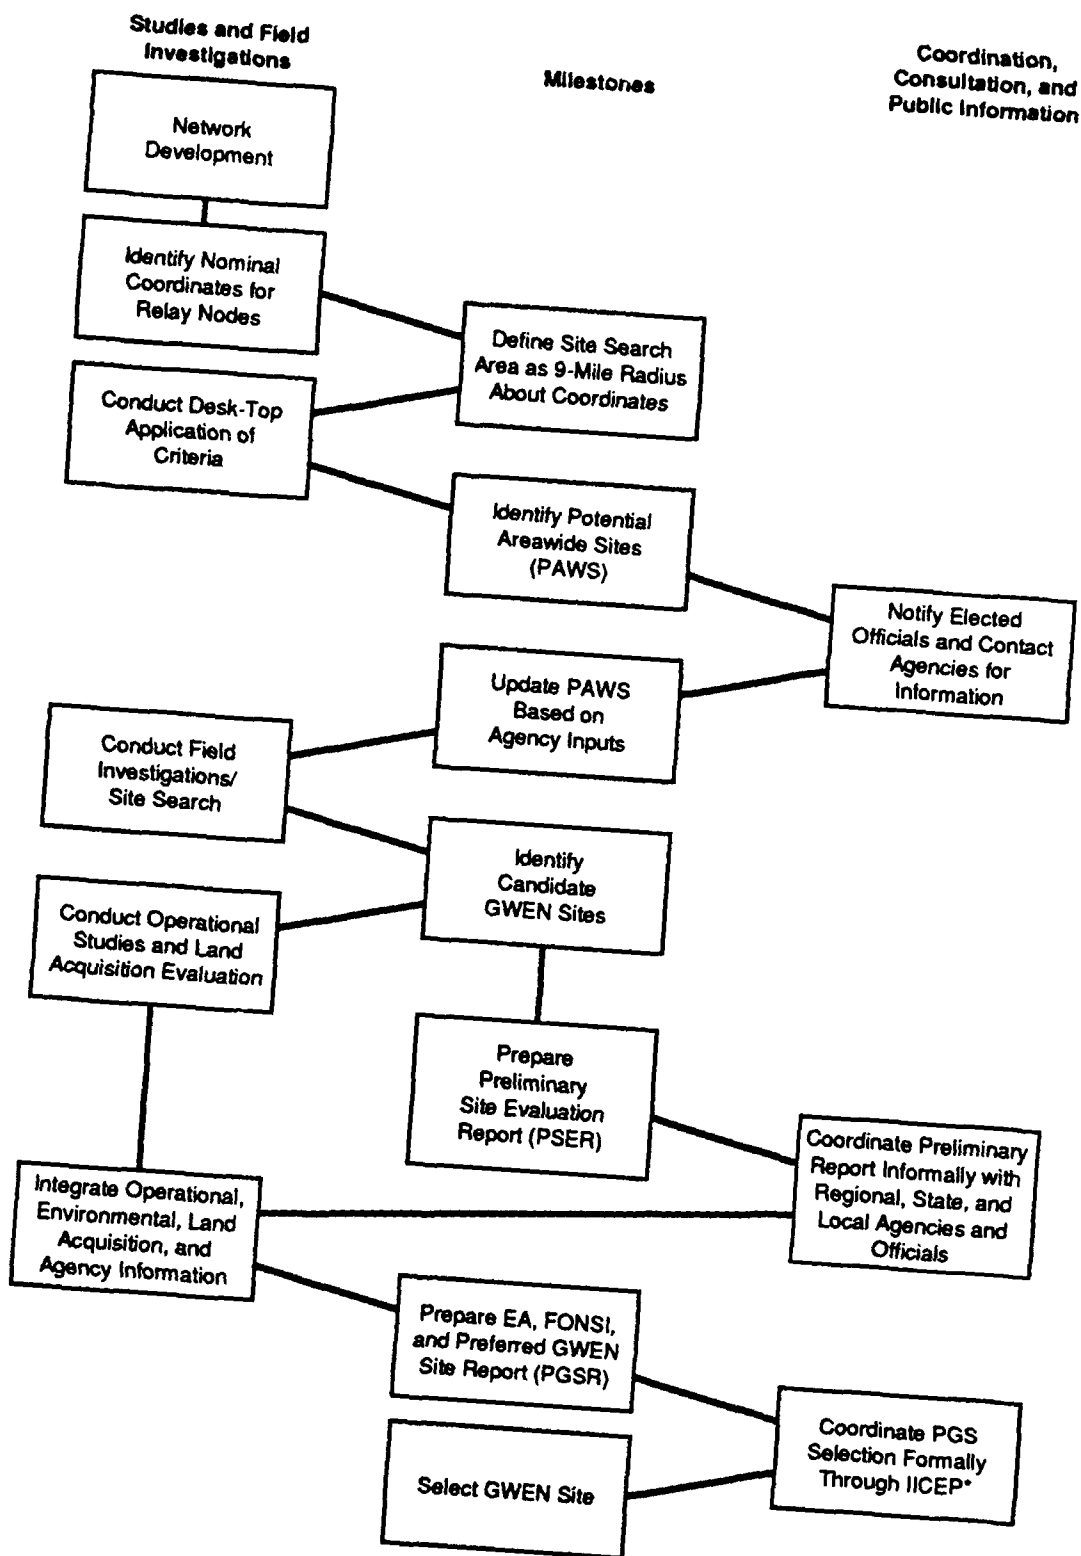 Studies and Field
Investigations
Milestones
Coordination,
Consultation, and
Public Information
Network
Development
Identify Nominal
Coordinates for
Relay Nodes
Define Site Search
Area as 9-Mile Radius
About Coordinates
Conduct Desk-Top
Application of
Criteria
Identify Potential
Areawide Sites
(PAWS)
Notify Elected
Officials and Contact
Agencies for
Information
Update PAWS
Based on
Agency Inputs
Conduct Field
Investigations/
Site Search
Identify
Candidate
GWEN Sites
Conduct Operational
Studies and Land
Acquisition Evaluation
Prepare
Preliminary
Site Evaluation
Report (PSER)
Coordinate Preliminary
Report Informally with
Regional, State, and
Local Agencies and
Officials
Integrate Operational,
Environmental, Land
Acquisition, and
Agency Information
Prepare EA, FONSI,
and Preferred GWEN
Site Report (PGSR)
Coordinate PGS
Selection Formally
Through IICEP*
Select GWEN Site